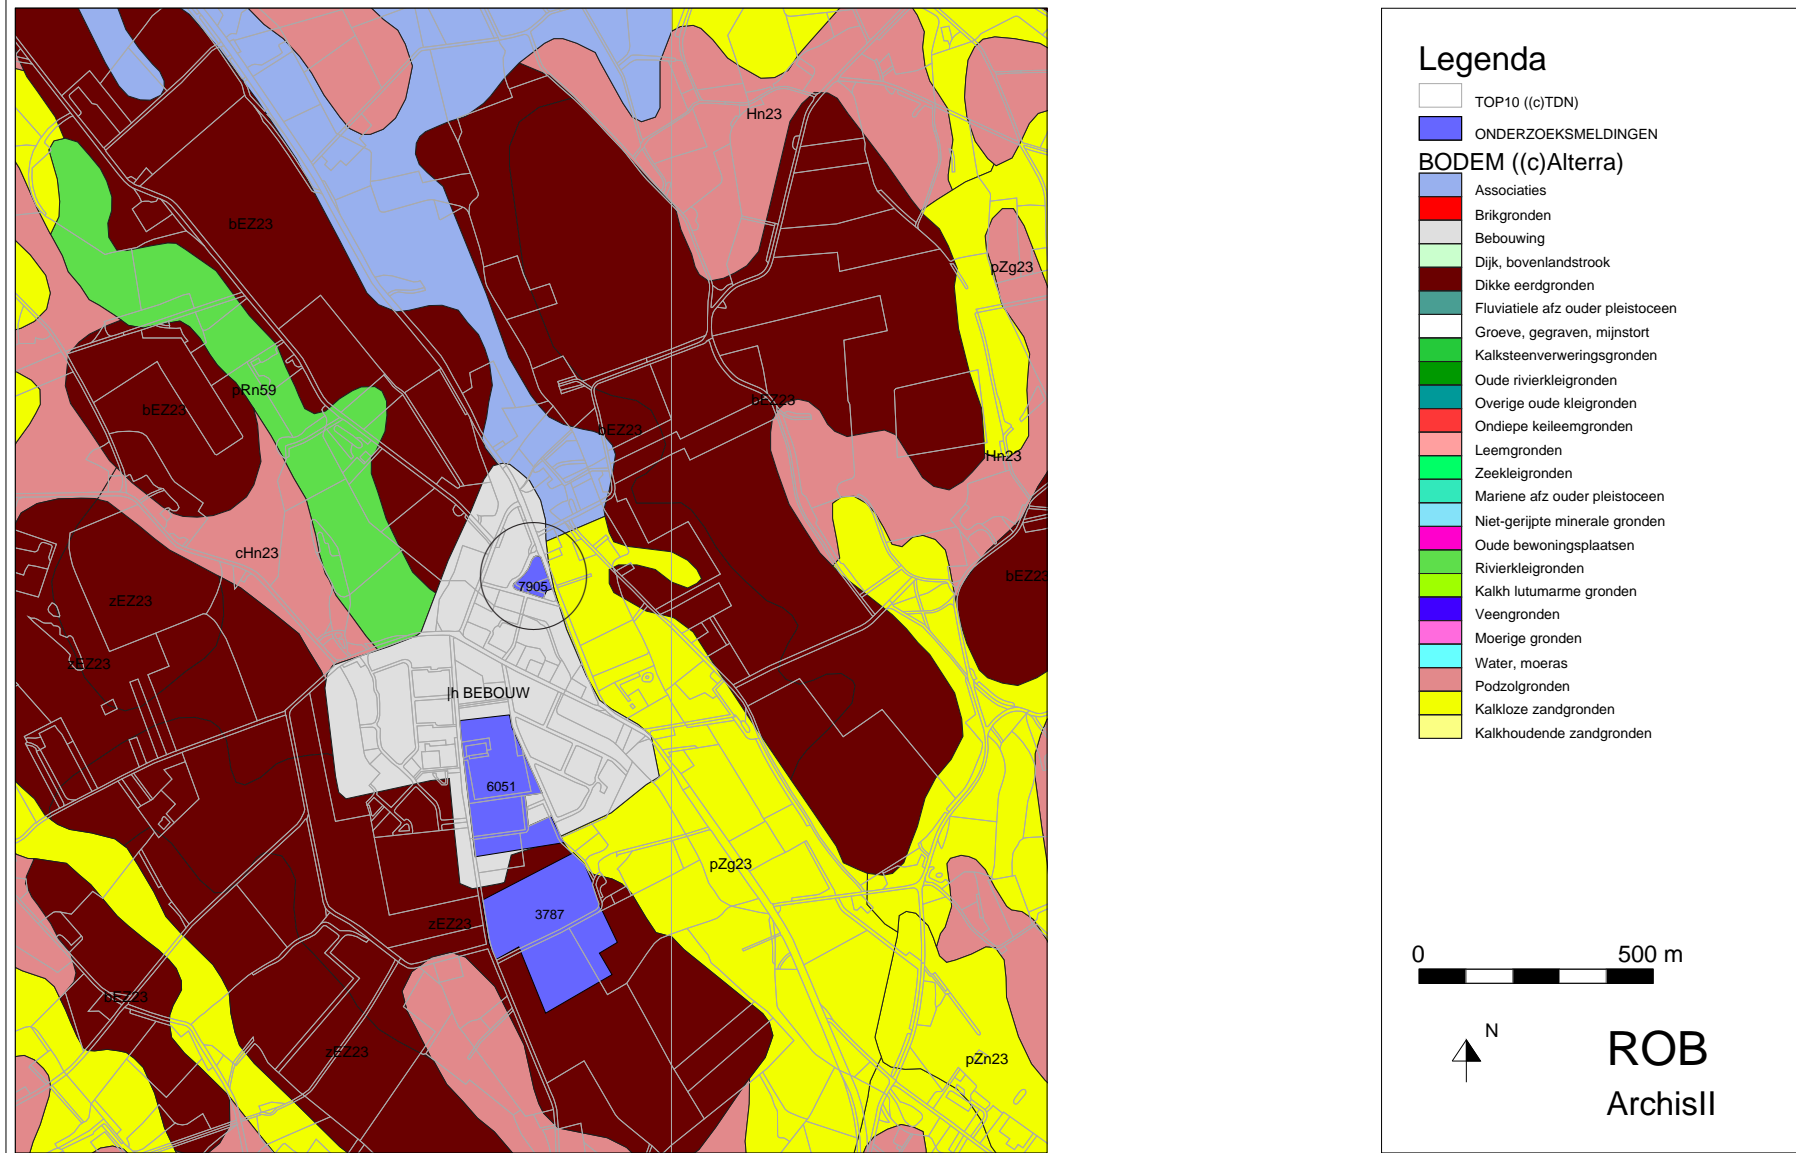 Hn23
bEZ23
pZg23
pRn59
bEZ23
bEZ23
bEZ23
Hn23
cHn23
bEZ23
7905
zEZ23
zEZ23
|h BEBOUW
6051
pZg23
3787
zEZ23
bEZ23
zEZ23
pZn23
Legenda
TOP10 ((c)TDN)
ONDERZOEKSMELDINGEN
BODEM ((c)Alterra)
Associaties
Brikgronden
Bebouwing
Dijk, bovenlandstrook
Dikke eerdgronden
Fluviatiele afz ouder pleistoceen
Groeve, gegraven, mijnstort
Kalksteenverweringsgronden
Oude rivierkleigronden
Overige oude kleigronden
Ondiepe keileemgronden
Leemgronden
Zeekleigronden
Mariene afz ouder pleistoceen
Niet-gerijpte minerale gronden
Oude bewoningsplaatsen
Rivierkleigronden
Kalkh lutumarme gronden
Veengronden
Moerige gronden
Water, moeras
Podzolgronden
Kalkloze zandgronden
Kalkhoudende zandgronden
0 500 m
N
ROB
ArchisII